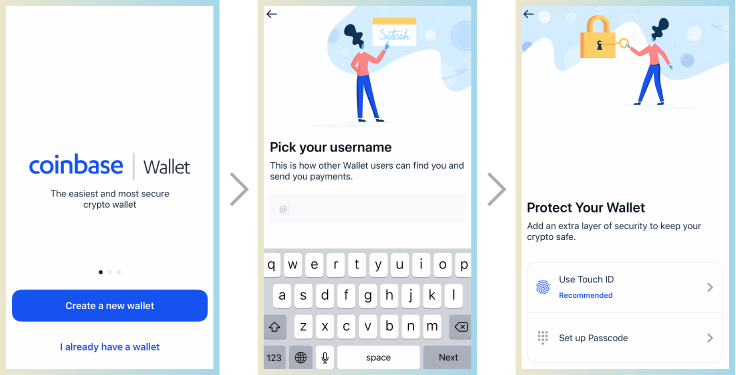 coinbase | Wallet
The easiest and most secure
crypto wallet
Create a new wallet
I already have a wallet
Satoshi
Pick your username
This is how other Wallet users can find you and
send you payments.
@
q w e r t y u i o p
a s d f g h j k l
z x c v b n m
123 space Next
Protect Your Wallet
Add an extra layer of security to keep your
crypto safe.
Use Touch ID
Recommended
Set up Passcode